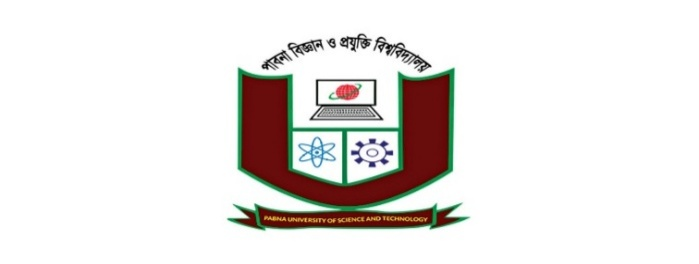 পাবনা বিজ্ঞান ও প্রযুক্তি বিশ্ববিদ্যালয়
PABNA UNIVERSITY OF SCIENCE AND TECHNOLOGY